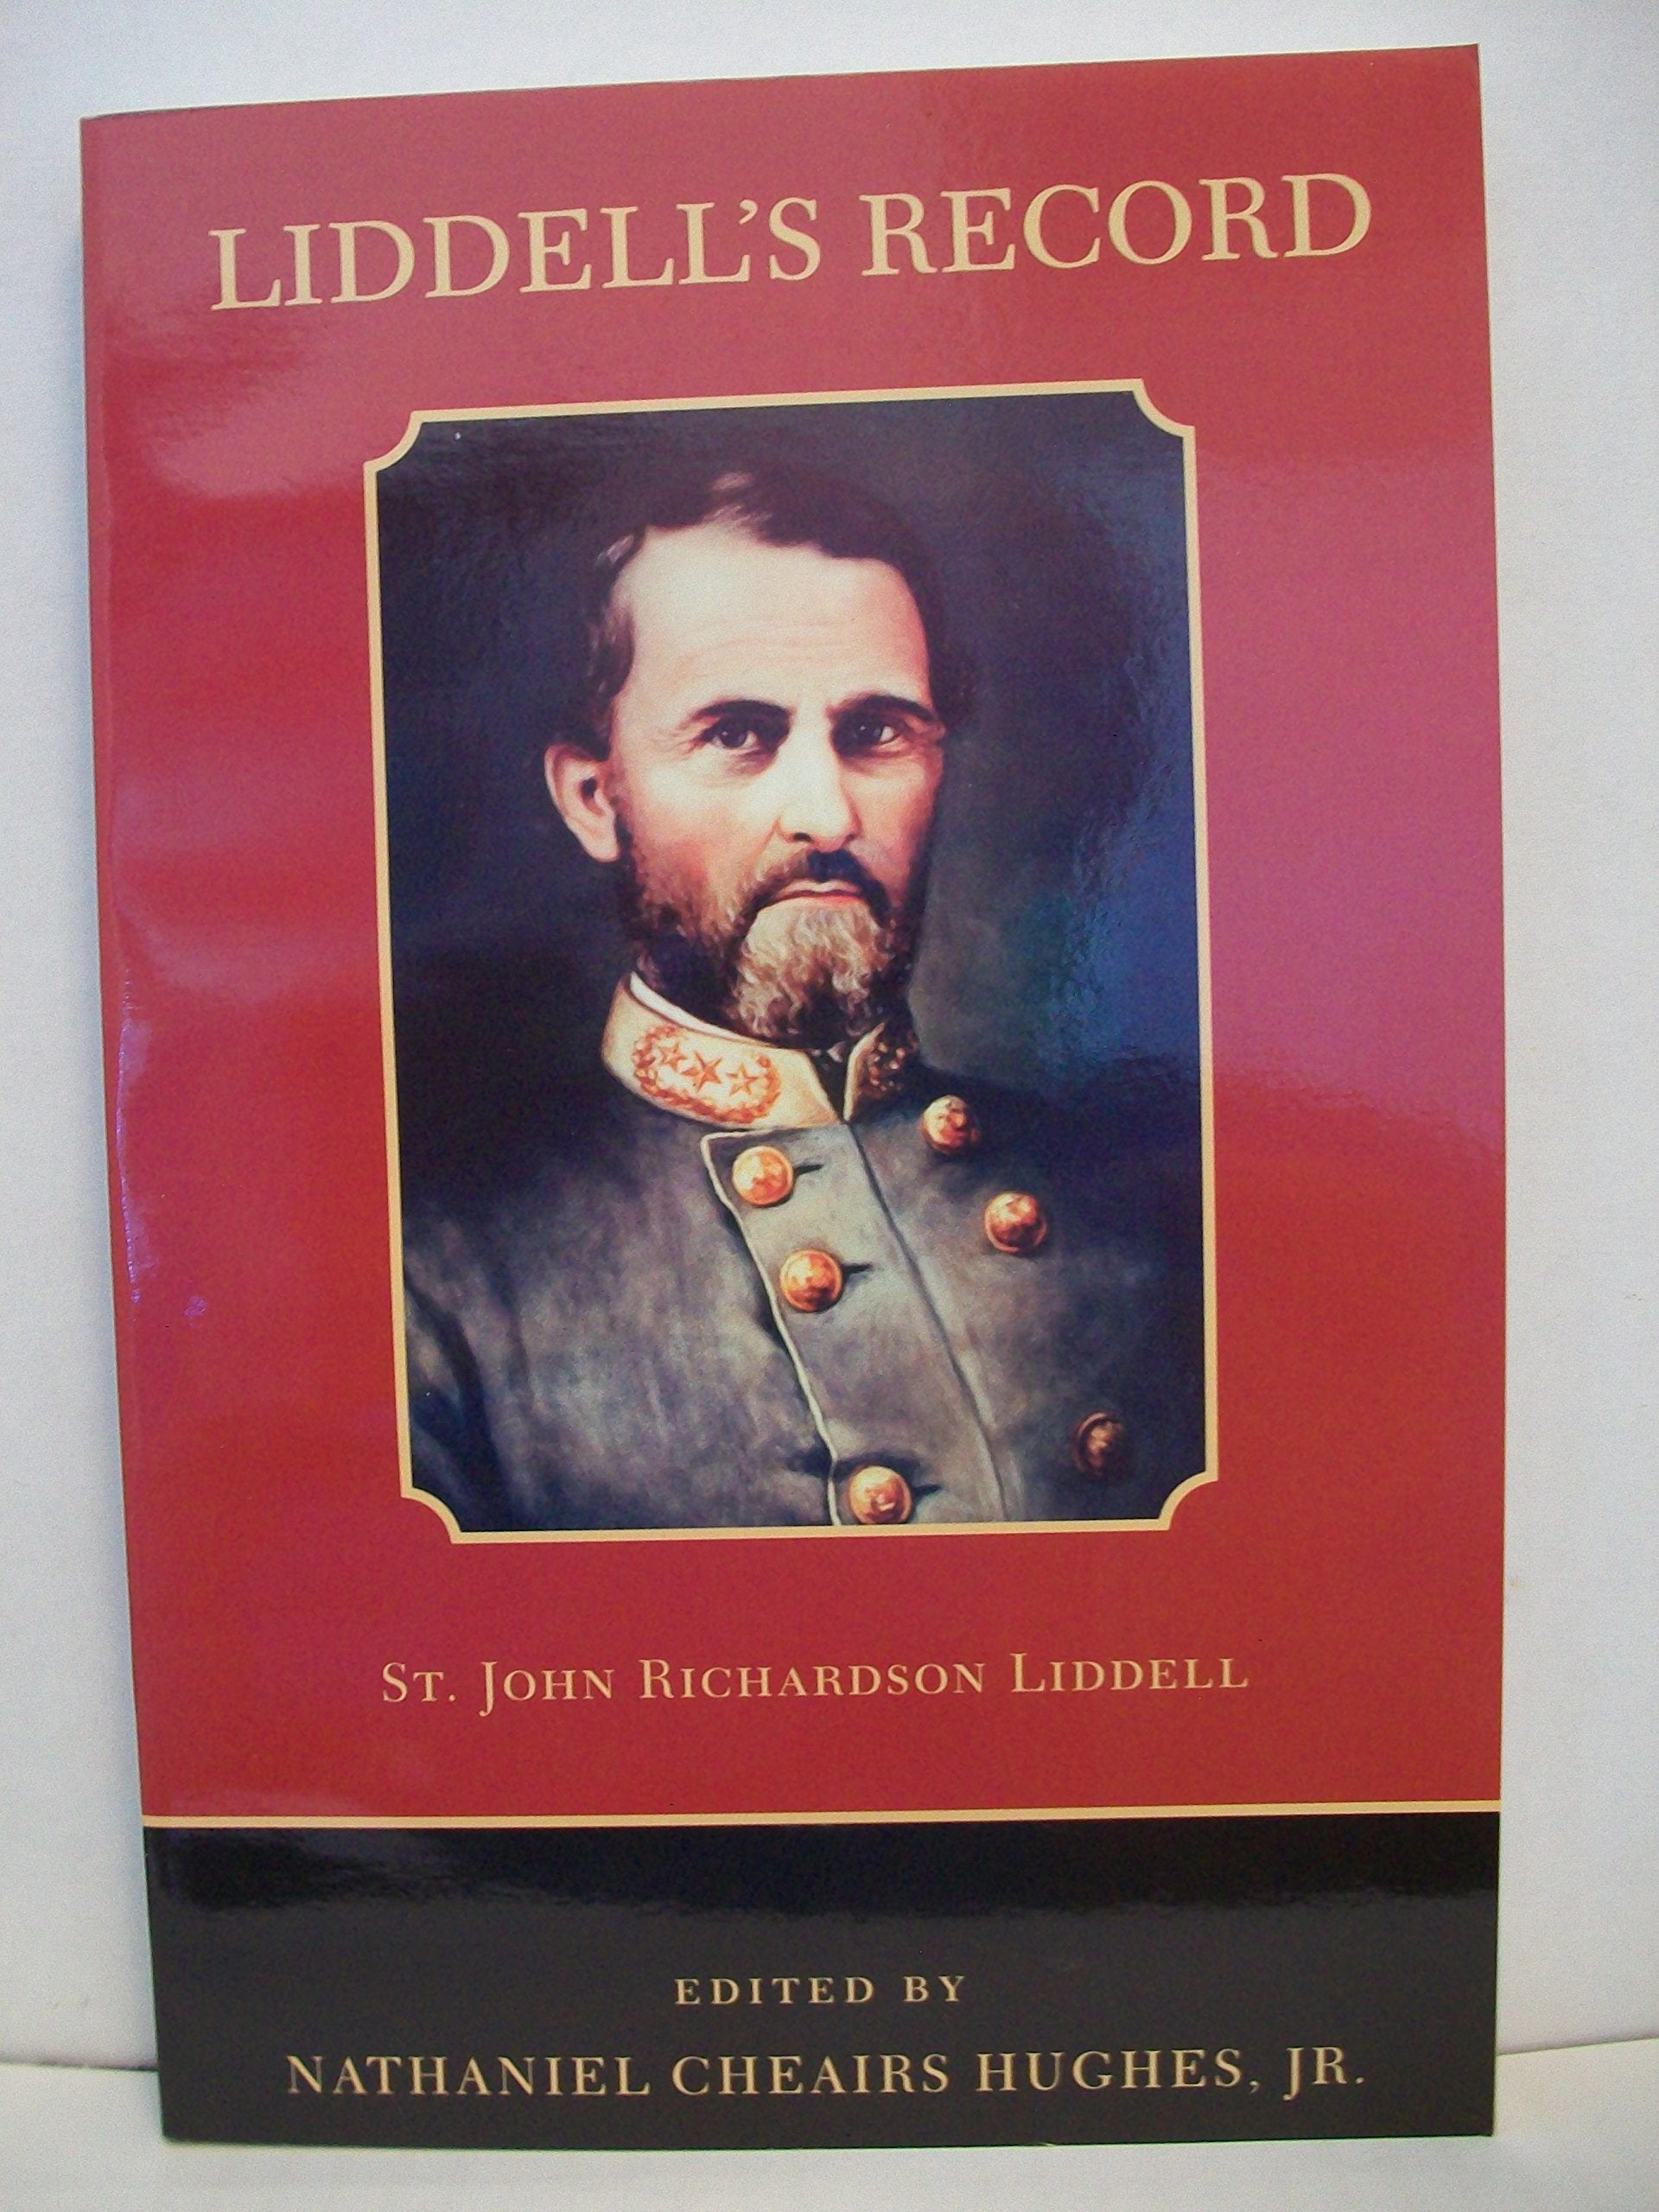 LIDDELL'S RECORD
ST. JOHN RICHARDSON LIDDELL
EDITED BY
NATHANIEL CHEAIRS HUGHES, JR.